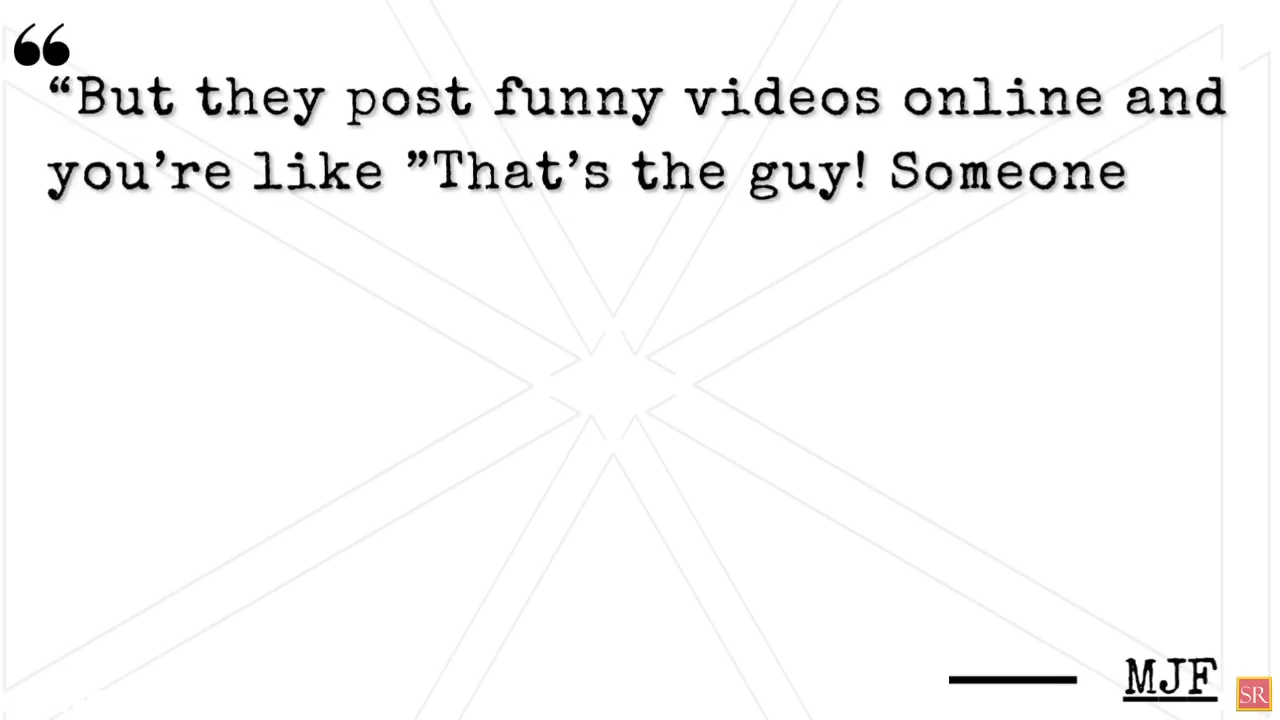 ❝
“But they post funny videos online and
you’re like ”That’s the guy! Someone
MJF
SR